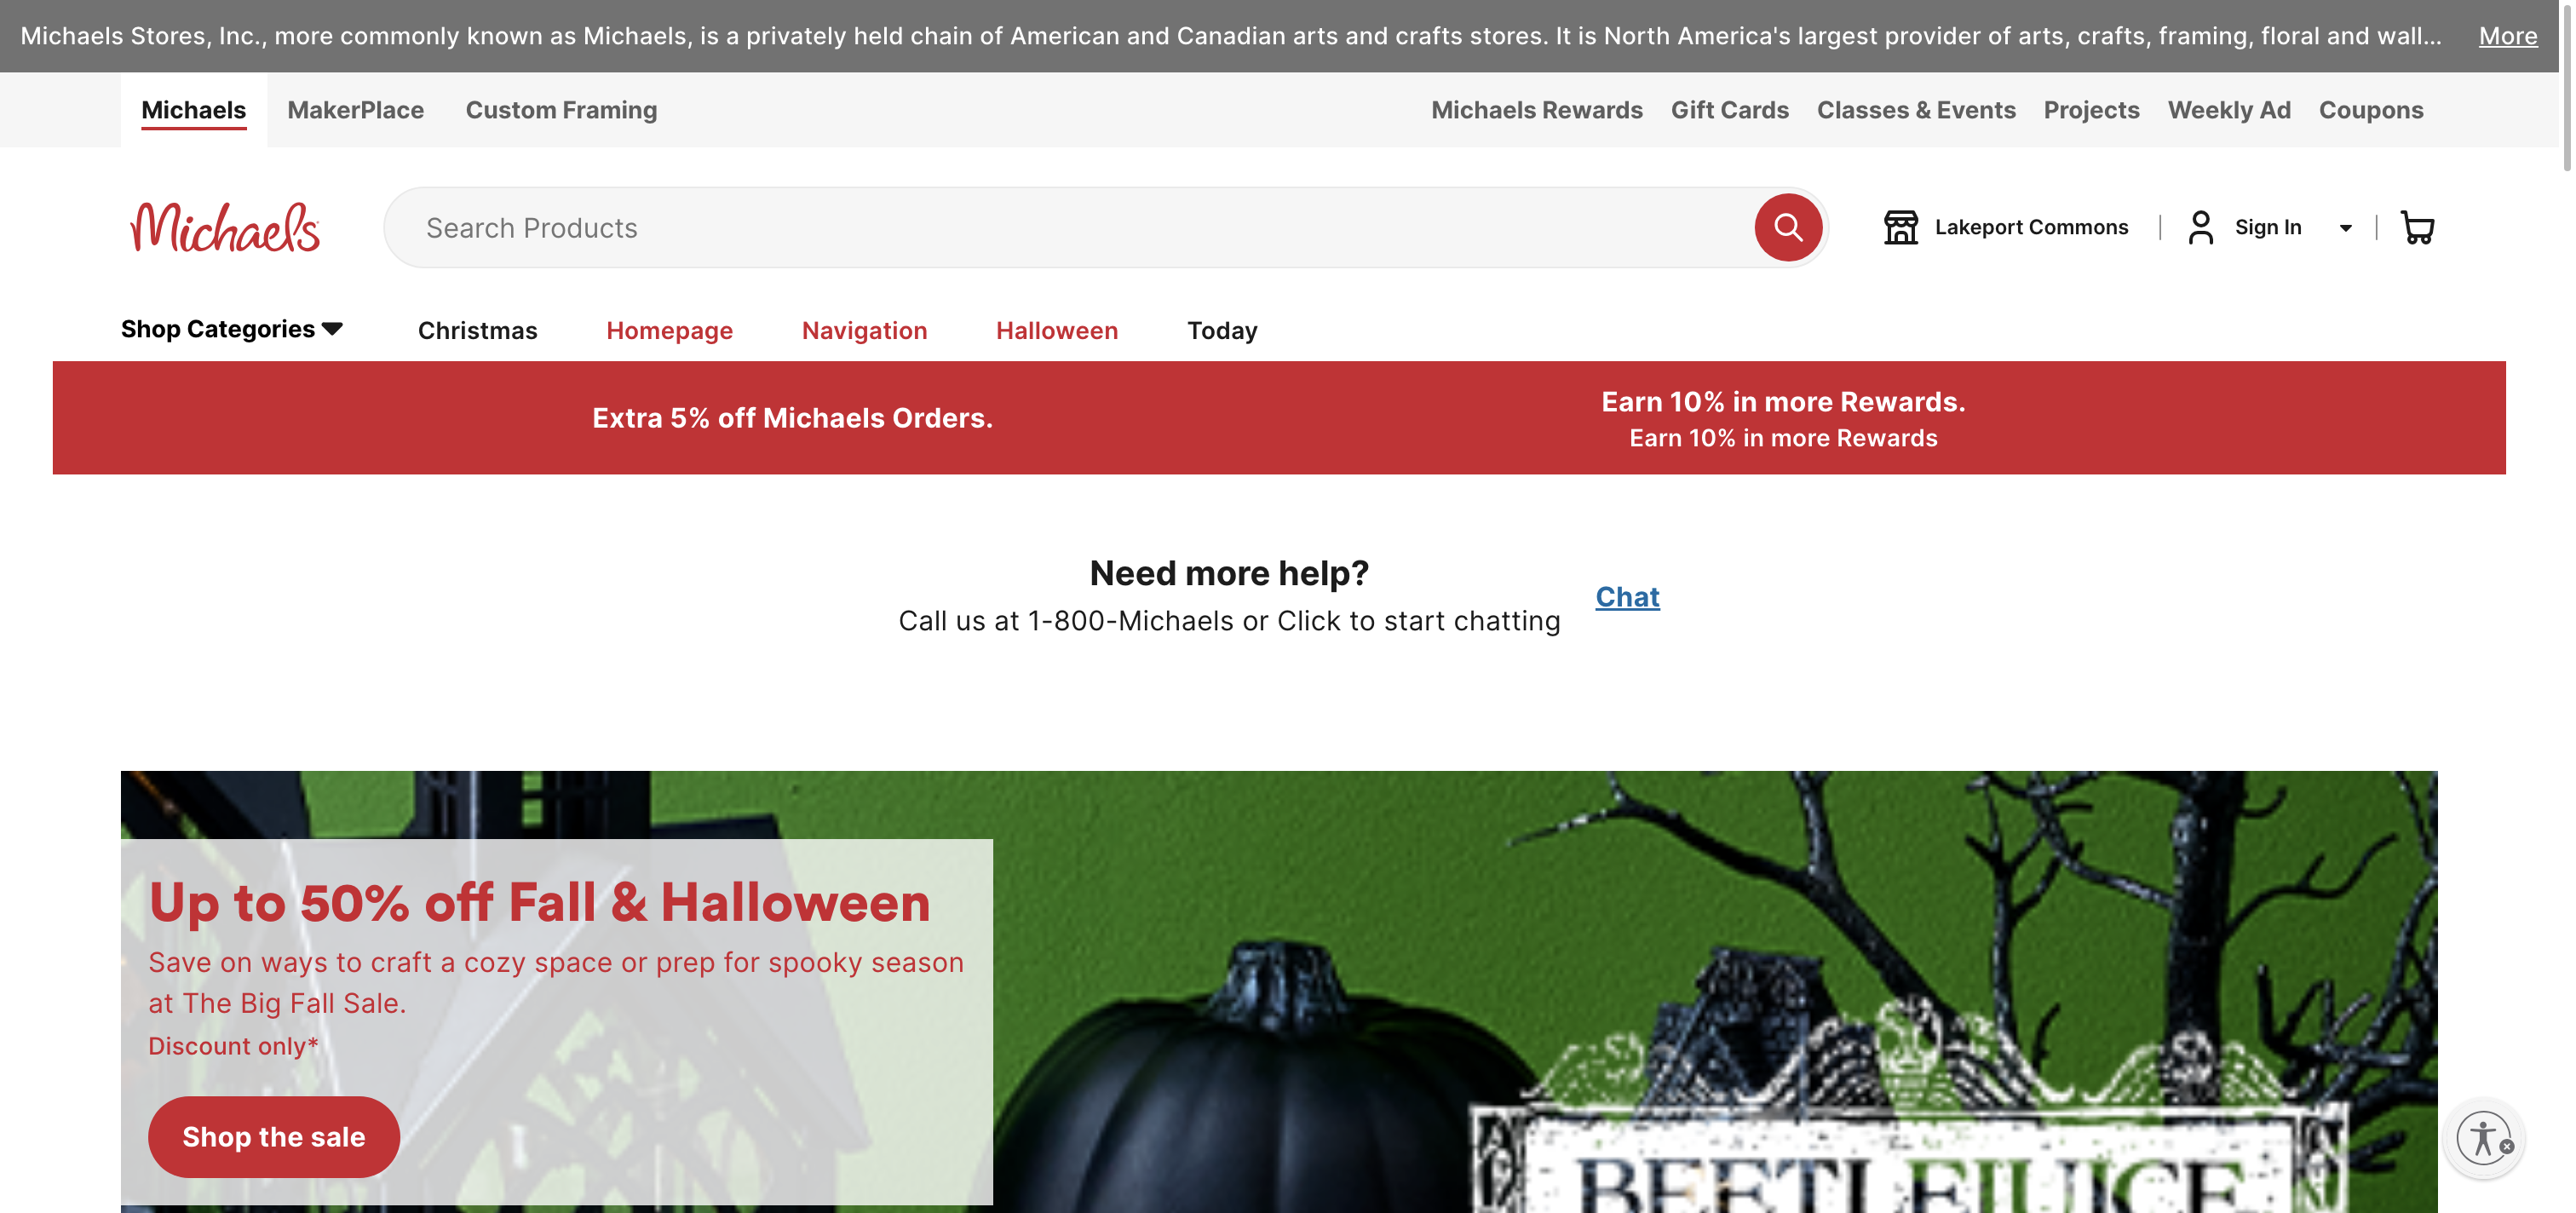 Michaels Stores, Inc., more commonly known as Michaels, is a privately held chain of American and Canadian arts and crafts stores. It is North America's largest provider of arts, crafts, framing, floral and wall... More
Michaels MakerPlace Custom Framing Michaels Rewards Gift Cards Classes & Events Projects Weekly Ad Coupons
Michaels Search Products Lakeport Commons Sign In
Shop Categories Christmas Homepage Navigation Halloween Today
Extra 5% off Michaels Orders.
Earn 10% in more Rewards.
Earn 10% in more Rewards
Need more help?
Call us at 1-800-Michaels or Click to start chatting
Chat
Up to 50% off Fall & Halloween
Save on ways to craft a cozy space or prep for spooky season
at The Big Fall Sale.
Discount only*
Shop the sale
BEETLEJUICE